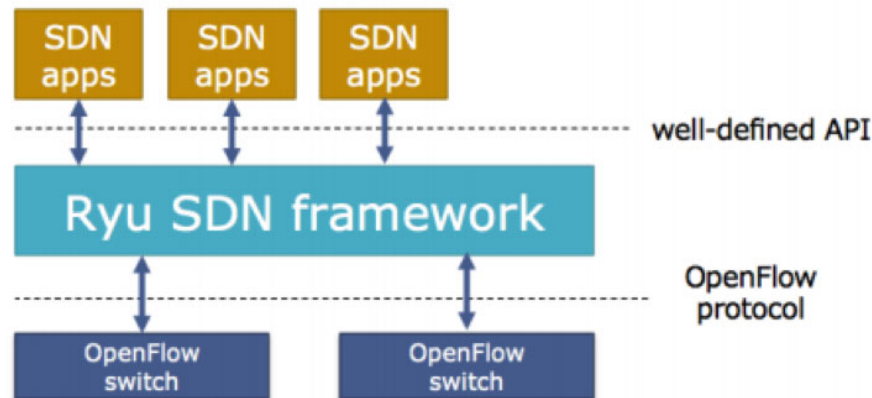 SDN
apps
SDN
apps
SDN
apps
well-defined API
Ryu SDN framework
OpenFlow
protocol
OpenFlow
switch
OpenFlow
switch